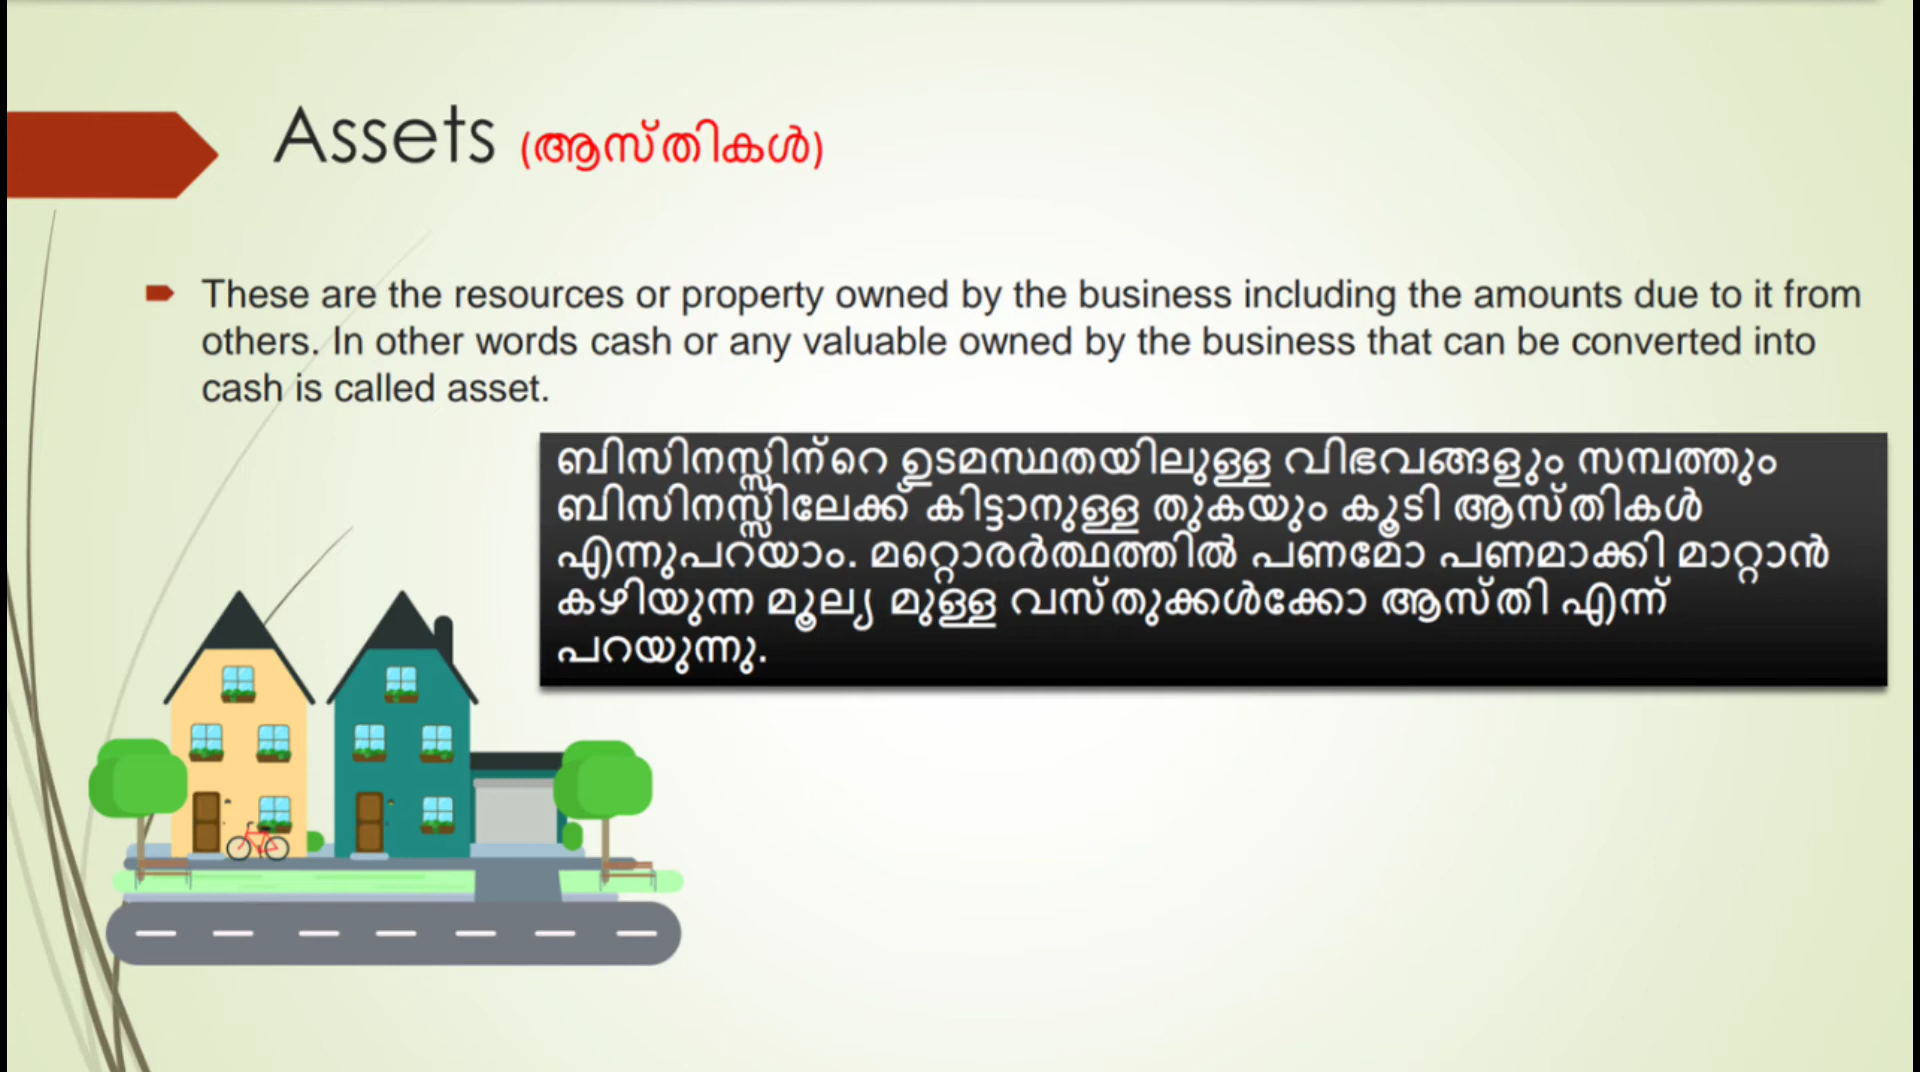 Assets (ആസ്തികൾ)
These are the resources or property owned by the business including the amounts due to it from
others. In other words cash or any valuable owned by the business that can be converted into
cash is called asset.
ബിസിനസ്സിന്റെ ഉടമസ്ഥതയിലുള്ള വിഭവങ്ങളും സമ്പത്തും
ബിസിനസ്സിലേക്ക് കിട്ടാനുള്ള തുകയും കൂടി ആസ്തികൾ
എന്നുപറയാം. മറ്റൊരർത്ഥത്തിൽ പണമോ പണമാക്കി മാറ്റാൻ
കഴിയുന്ന മൂല്യ മുള്ള വസ്തുക്കൾക്കോ ആസ്തി എന്ന്
പറയുന്നു.